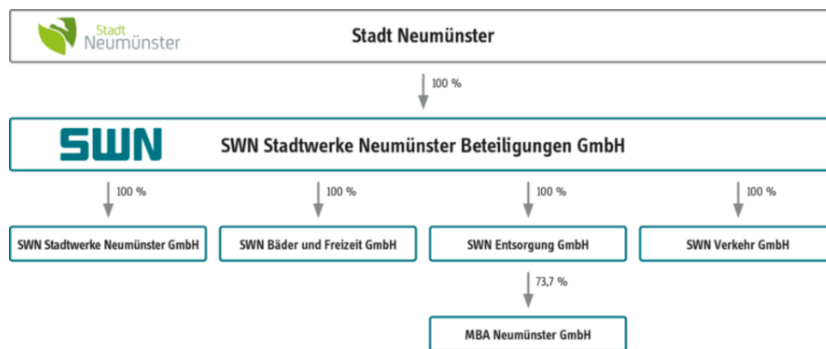 Stadt
Neumünster
Stadt Neumünster
100 %
SWN
SWN Stadtwerke Neumünster Beteiligungen GmbH
100 %
100 %
100 %
100 %
SWN Stadtwerke Neumünster GmbH
SWN Bäder und Freizeit GmbH
SWN Entsorgung GmbH
SWN Verkehr GmbH
73,7 %
MBA Neumünster GmbH